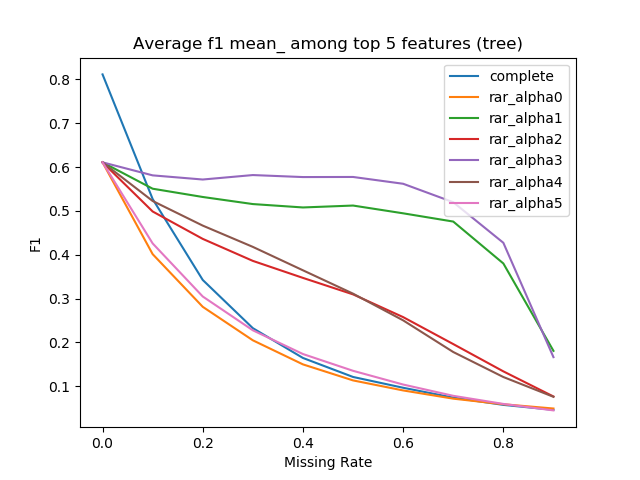 Average f1 mean_ among top 5 features (tree)
complete
rar_alpha0
rar_alpha1
rar_alpha2
rar_alpha3
rar_alpha4
rar_alpha5
0.8
0.7
0.6
0.5
0.4
0.3
0.2
0.1
F1
0.0 0.2 0.4 0.6 0.8
Missing Rate